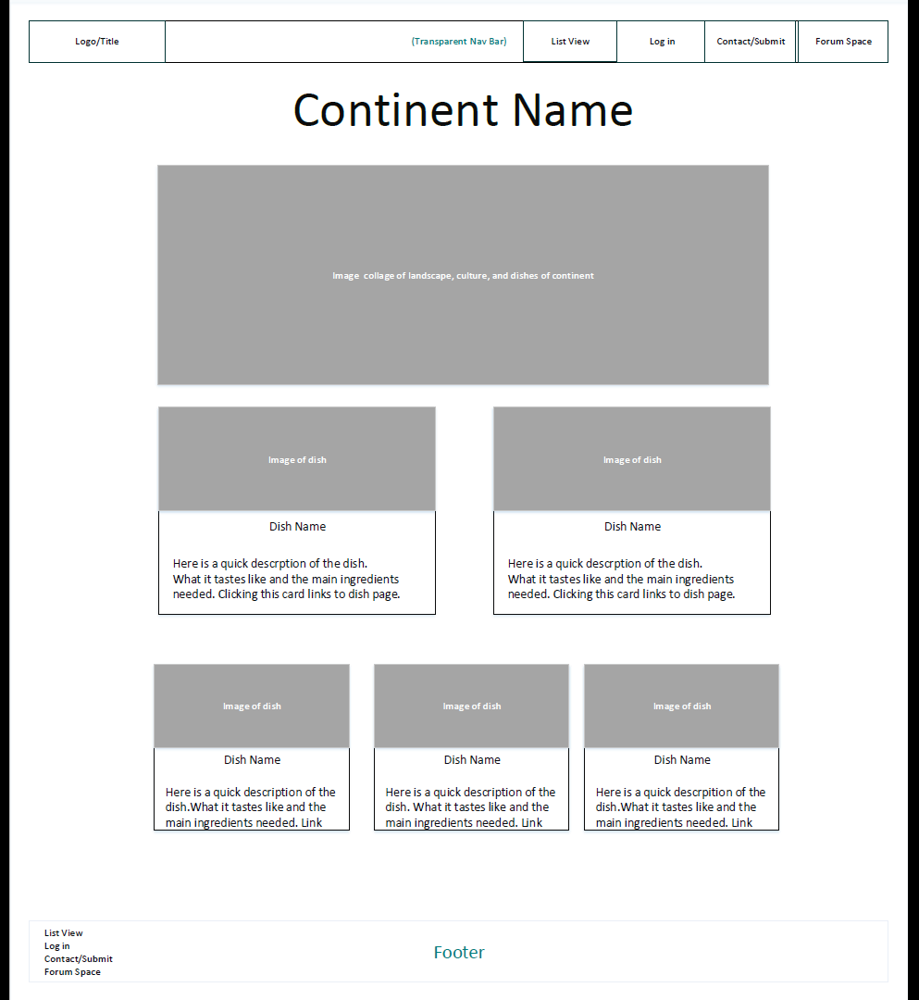 Logo/Title
(Transparent Nav Bar)
List View
Log in
Contact/Submit
Forum Space
Continent Name
Image collage of landscape, culture, and dishes of continent
Image of dish
Image of dish
Dish Name
Here is a quick descrption of the dish.
What it tastes like and the main ingredients
needed. Clicking this card links to dish page.
Dish Name
Here is a quick descrption of the dish.
What it tastes like and the main ingredients
needed. Clicking this card links to dish page.
Image of dish
Image of dish
Image of dish
Dish Name
Here is a quick description of the
dish.What it tastes like and the
main ingredients needed. Link
Dish Name
Here is a quick description of the
dish. What it tastes like and the
main ingredients needed. Link
Dish Name
Here is a quick descrpition of the
dish.What it tastes like and the
main ingredients needed. Link
List View
Log in
Contact/Submit
Forum Space
Footer